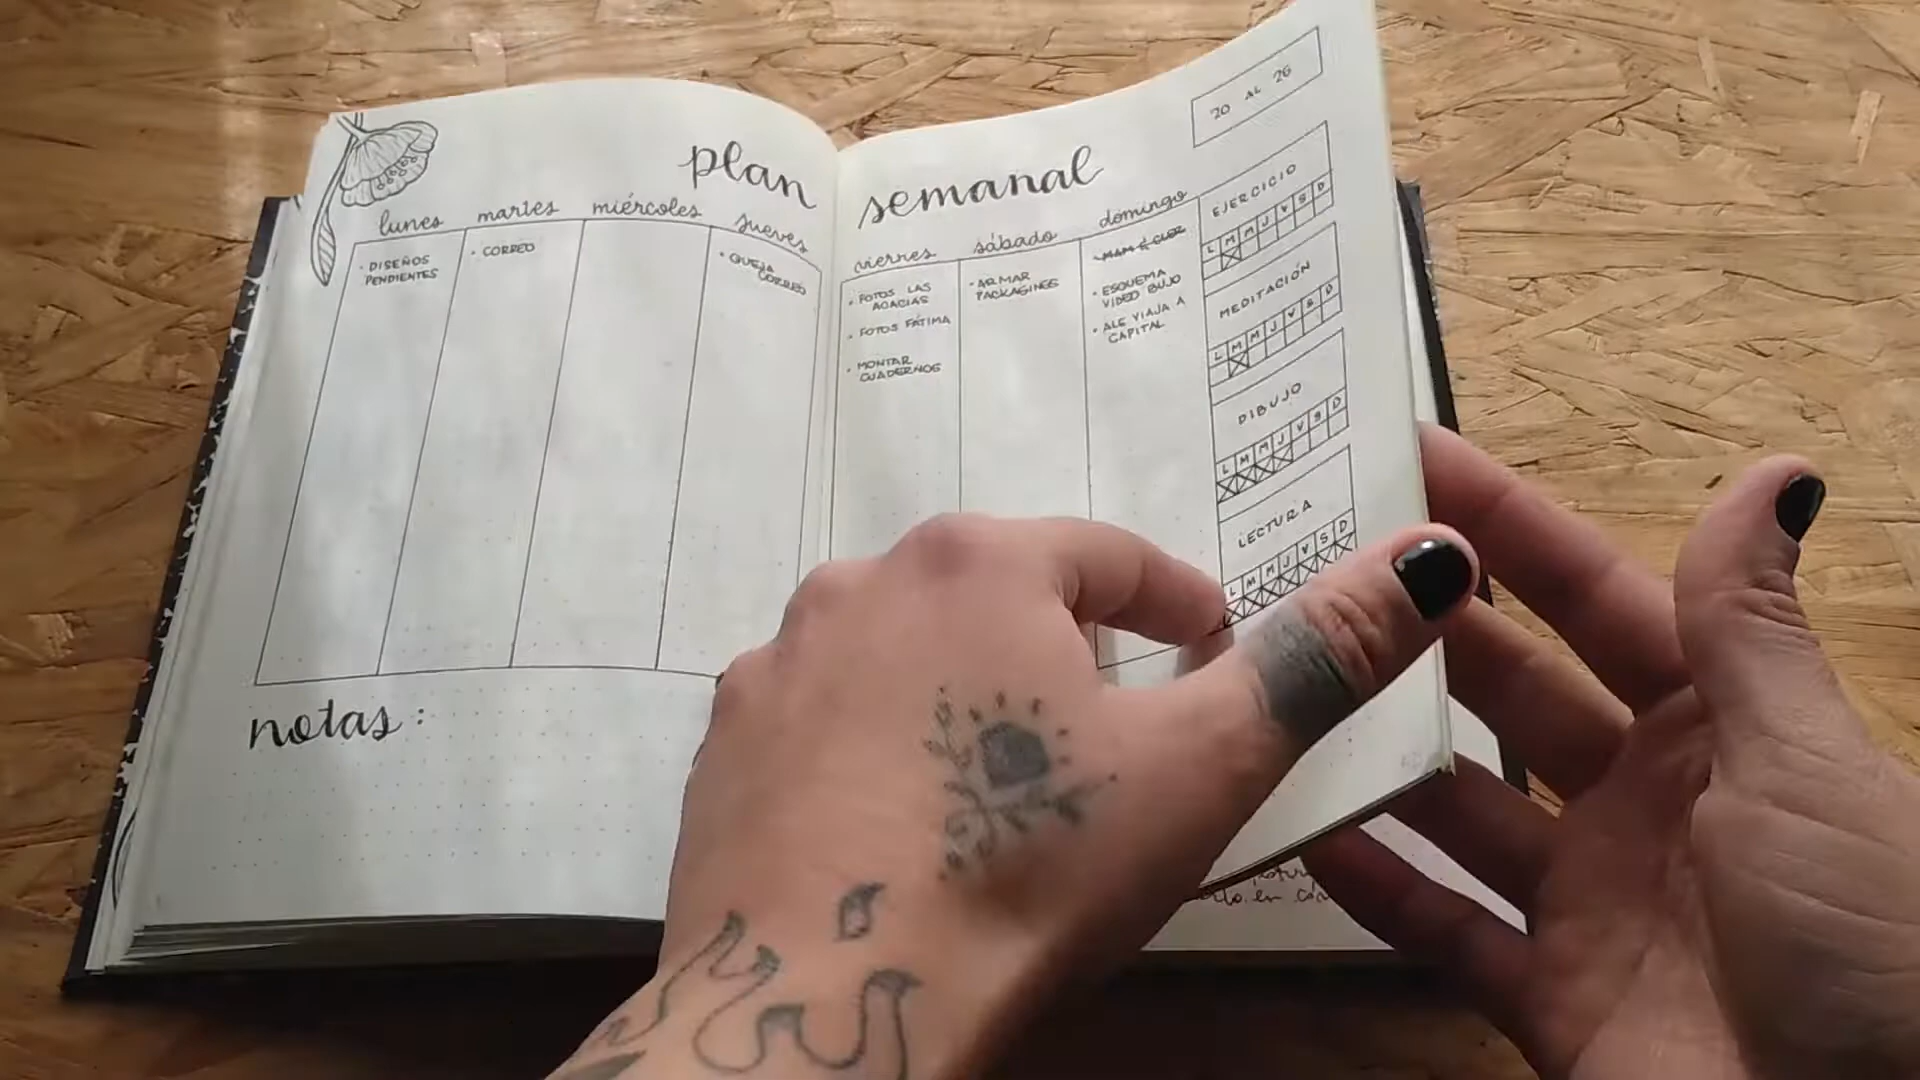 plan semanal
20 AL 26
lunes
martes
miércoles
jueves
viernes
sábado
domingo
· DISEÑOS
PENDIENTES
· CORREO
· QUEJA
CORREO
· FOTOS LAS
ACACIAS
· FOTOS FÁTIMA
· MONTAR
CUADERNOS
· ARMAR
PACKAGINGS
· ESQUEMA
VIDEO BUJO
· ALE VIAJA A
CAPITAL
EJERCICIO
L M M J V S D
MEDITACIÓN
L M M J V S D
DIBUJO
L M M J V S D
LECTURA
L M M J V S D
notas:
en